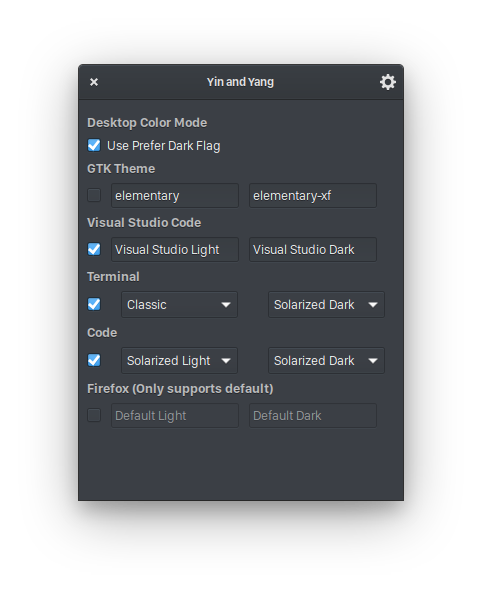 Yin and Yang
Desktop Color Mode
Use Prefer Dark Flag
GTK Theme
elementary elementary-xf
Visual Studio Code
Visual Studio Light Visual Studio Dark
Terminal
Classic Solarized Dark
Code
Solarized Light Solarized Dark
Firefox (Only supports default)
Default Light Default Dark